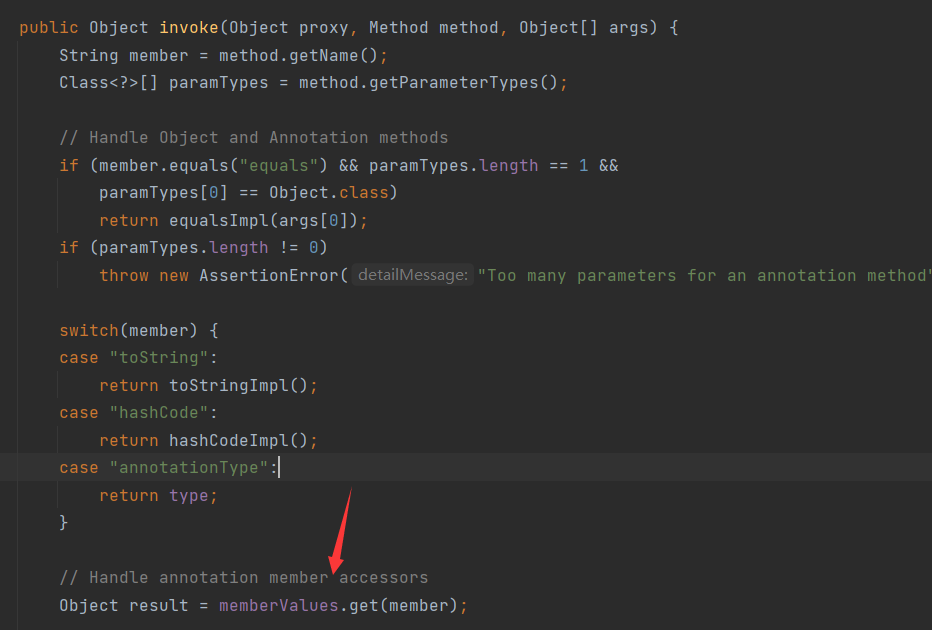 public Object invoke(Object proxy, Method method, Object[] args) {
String member = method.getName();
Class<?>[] paramTypes = method.getParameterTypes();
// Handle Object and Annotation methods
if (member.equals("equals") && paramTypes.length == 1 &&
paramTypes[0] == Object.class)
return equalsImpl(args[0]);
if (paramTypes.length != 0)
throw new AssertionError( detailMessage: "Too many parameters for an annotation method"
switch(member) {
case "toString":
return toStringImpl();
case "hashCode":
return hashCodeImpl();
case "annotationType":
return type;
}
// Handle annotation member accessors
Object result = memberValues.get(member);